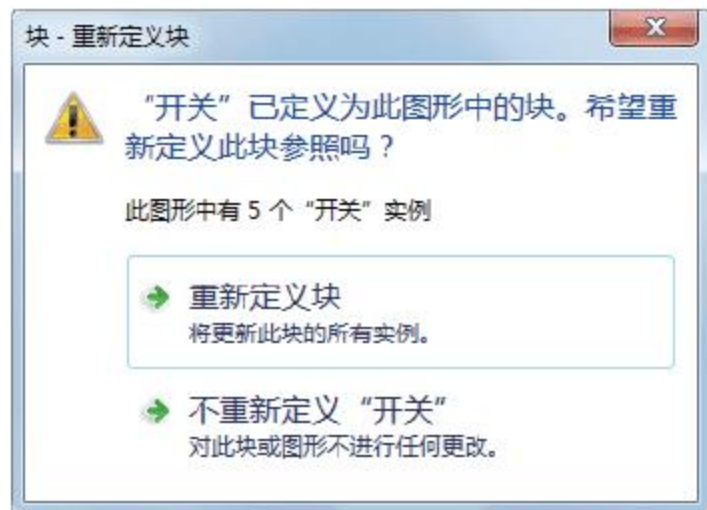 块 - 重新定义块
“开关”已定义为此图形中的块。希望重
新定义此块参照吗？
此图形中有 5 个“开关”实例
重新定义块
将更新此块的所有实例。
不重新定义“开关”
对此块或图形不进行任何更改。